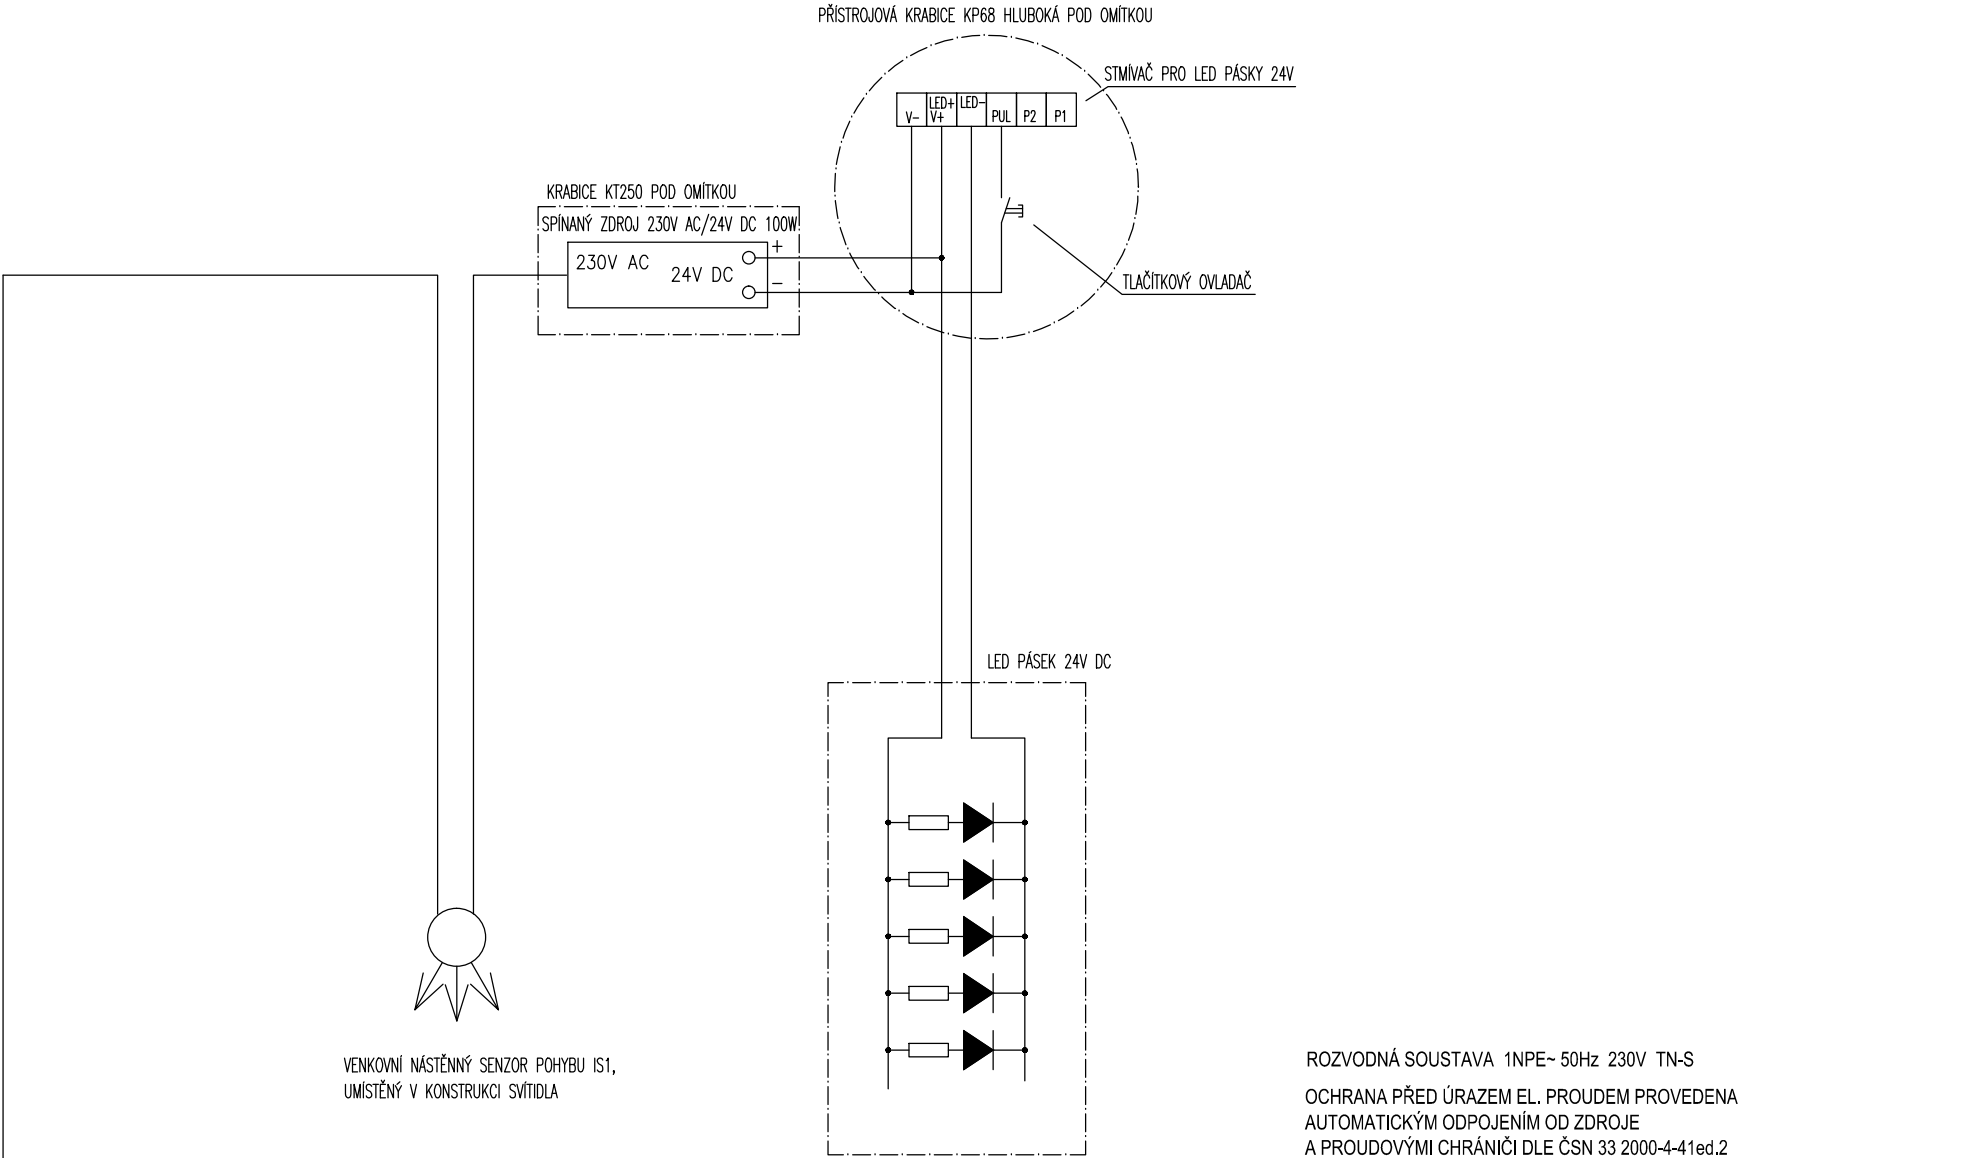 PŘÍSTROJOVÁ KRABICE KP68 HLUBOKÁ POD OMÍTKOU
STMÍVAČ PRO LED PÁSKY 24V
LED+ LED-
V- V+ PUL P2 P1
KRABICE KT250 POD OMÍTKOU
SPÍNANÝ ZDROJ 230V AC/24V DC 100W
+
230V AC
24V DC
-
TLAČÍTKOVÝ OVLADAČ
LED PÁSEK 24V DC
VENKOVNÍ NÁSTĚNNÝ SENZOR POHYBU IS1,
UMÍSTĚNÝ V KONSTRUKCI SVÍTIDLA
ROZVODNÁ SOUSTAVA 1NPE~ 50Hz 230V TN-S
OCHRANA PŘED ÚRAZEM EL. PROUDEM PROVEDENA
AUTOMATICKÝM ODPOJENÍM OD ZDROJE
A PROUDOVÝMI CHRÁNIČI DLE ČSN 33 2000-4-41ed.2